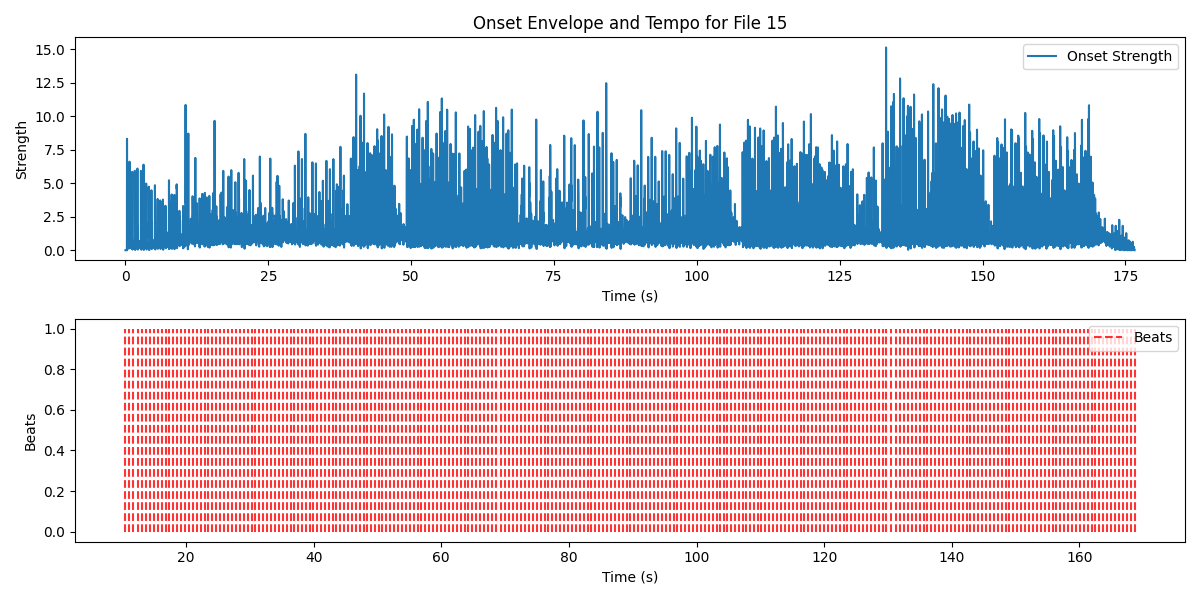 Onset Envelope and Tempo for File 15
Strength
15.0
12.5
10.0
7.5
5.0
2.5
0.0
Onset Strength
0 25 50 75 100 125 150 175
Time (s)
Beats
1.0
0.8
0.6
0.4
0.2
0.0
Beats
20 40 60 80 100 120 140 160
Time (s)